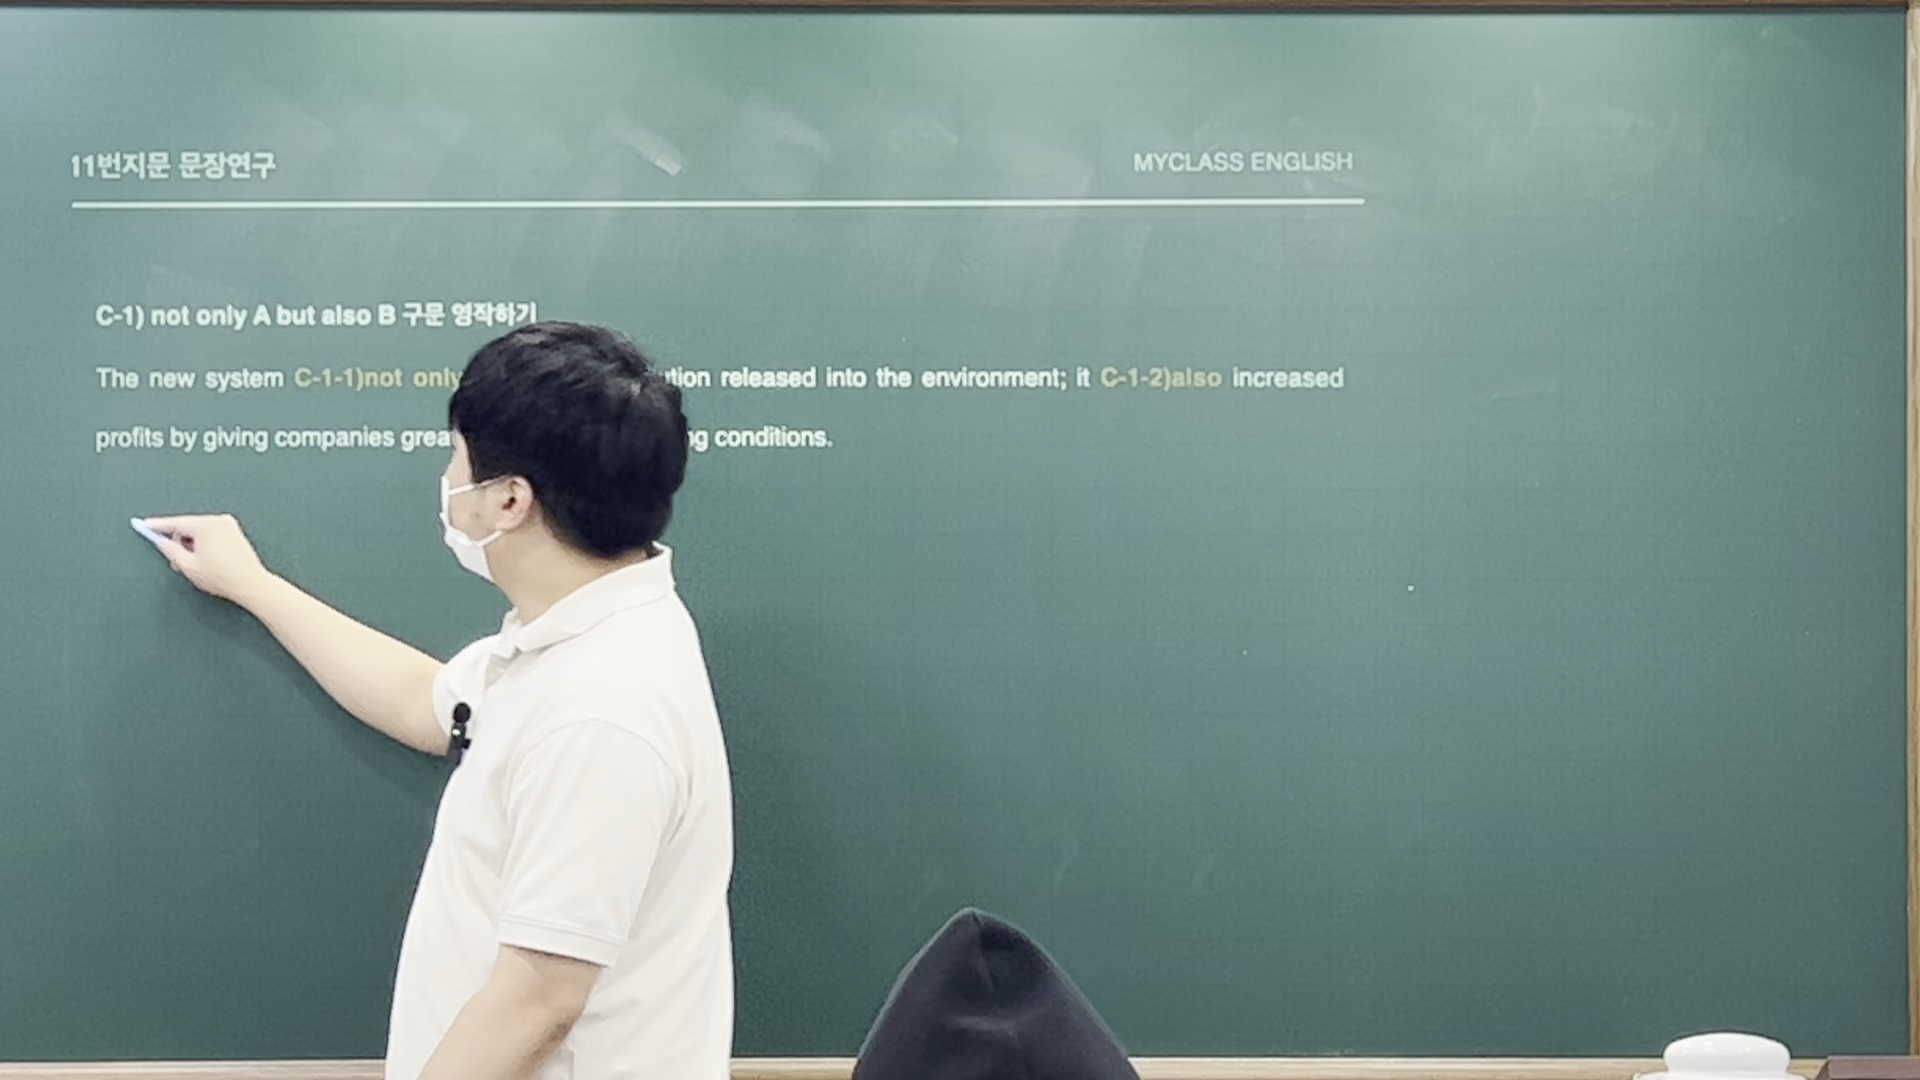 11번지문 문장연구
MYCLASS ENGLISH
C-1) not only A but also B 구문 영작하기
The new system C-1-1)not only released into the environment; it C-1-2)also increased
profits by giving companies conditions.